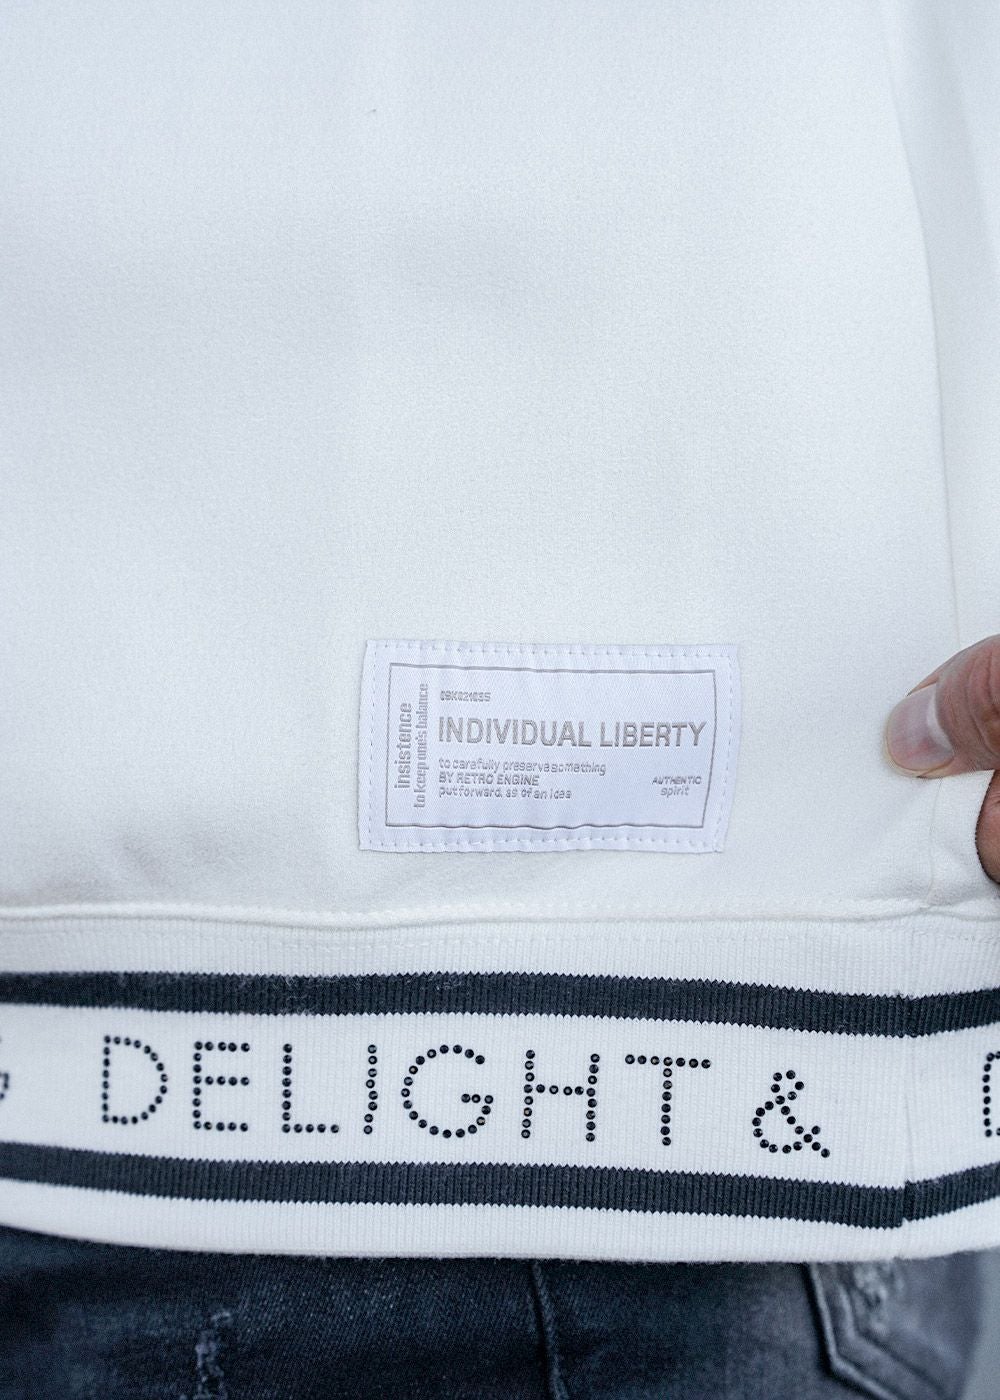 insistence
to keep one's balance
INDIVIDUAL LIBERTY
to carefully preserve something
BY RETRO ENGINE
put forward. as of an idea
AUTHENTIC
spirit
DELIGHT &